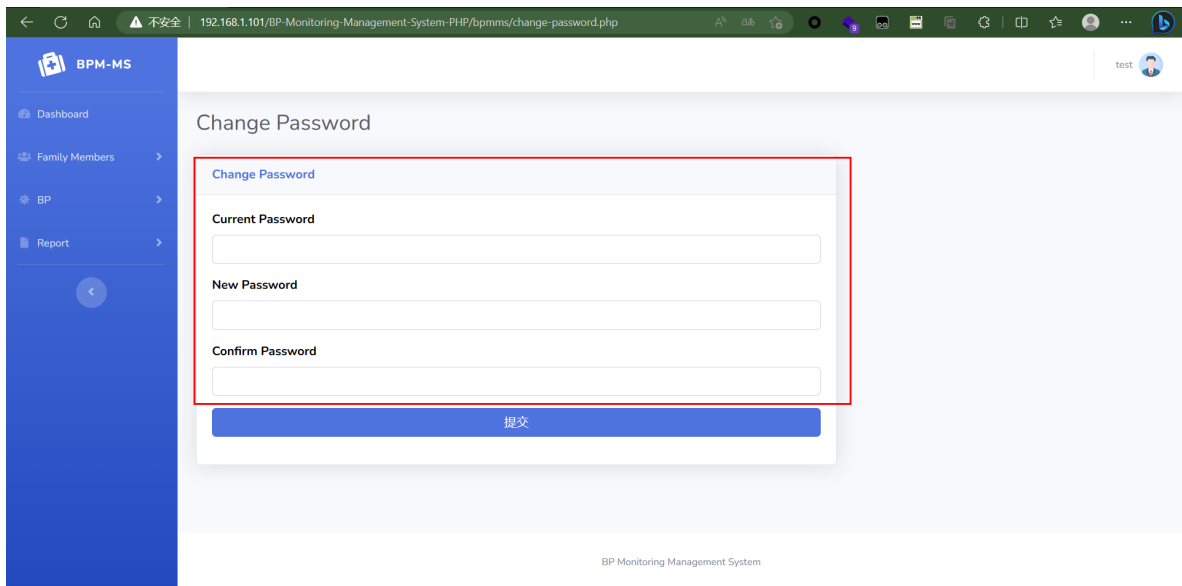 不安全 192.168.1.101/BP-Monitoring-Management-System-PHP/bpmms/change-password.php
9
BPM-MS
test
Dashboard
Family Members
BP
Report
Change Password
Change Password
Current Password
New Password
Confirm Password
提交
BP Monitoring Management System